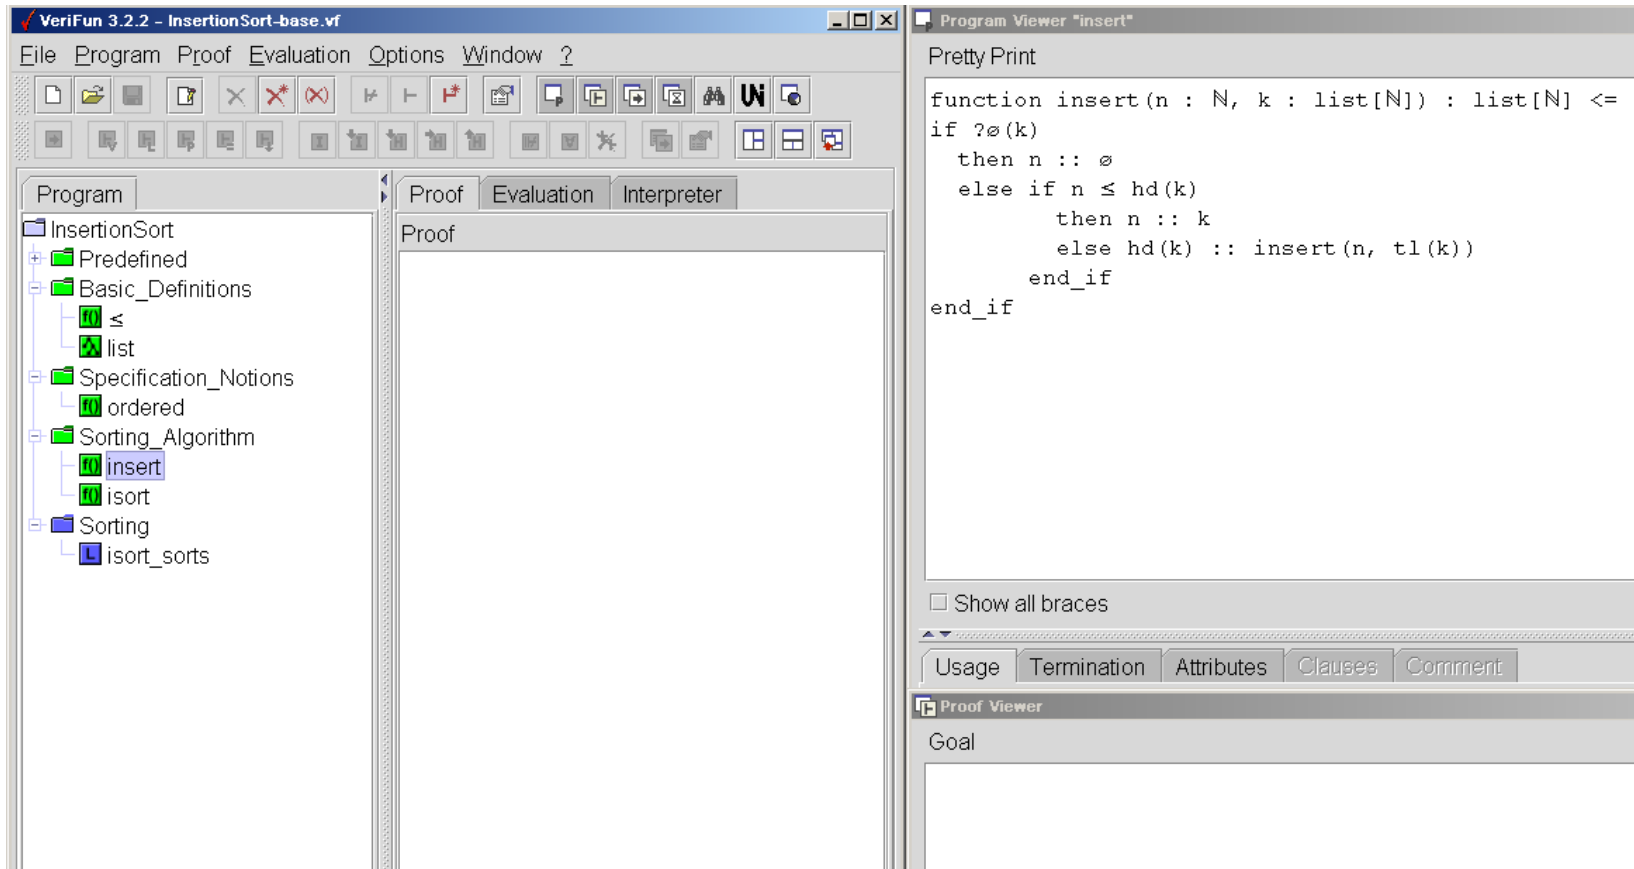 VeriFun 3.2.2 - InsertionSort-base.vf
File Program Proof Evaluation Options Window ?
Program
InsertionSort
Predefined
Basic_Definitions
f() ≤
list
Specification_Notions
f() ordered
Sorting_Algorithm
f() insert
f() isort
Sorting
L isort_sorts
Proof Evaluation Interpreter
Proof
Program Viewer "insert"
Pretty Print
function insert(n : ℕ, k : list[ℕ]) : list[ℕ] <=
if ?ø(k)
then n :: ø
else if n ≤ hd(k)
then n :: k
else hd(k) :: insert(n, tl(k))
end_if
end_if
Show all braces
Usage Termination Attributes Clauses Comment
Proof Viewer
Goal